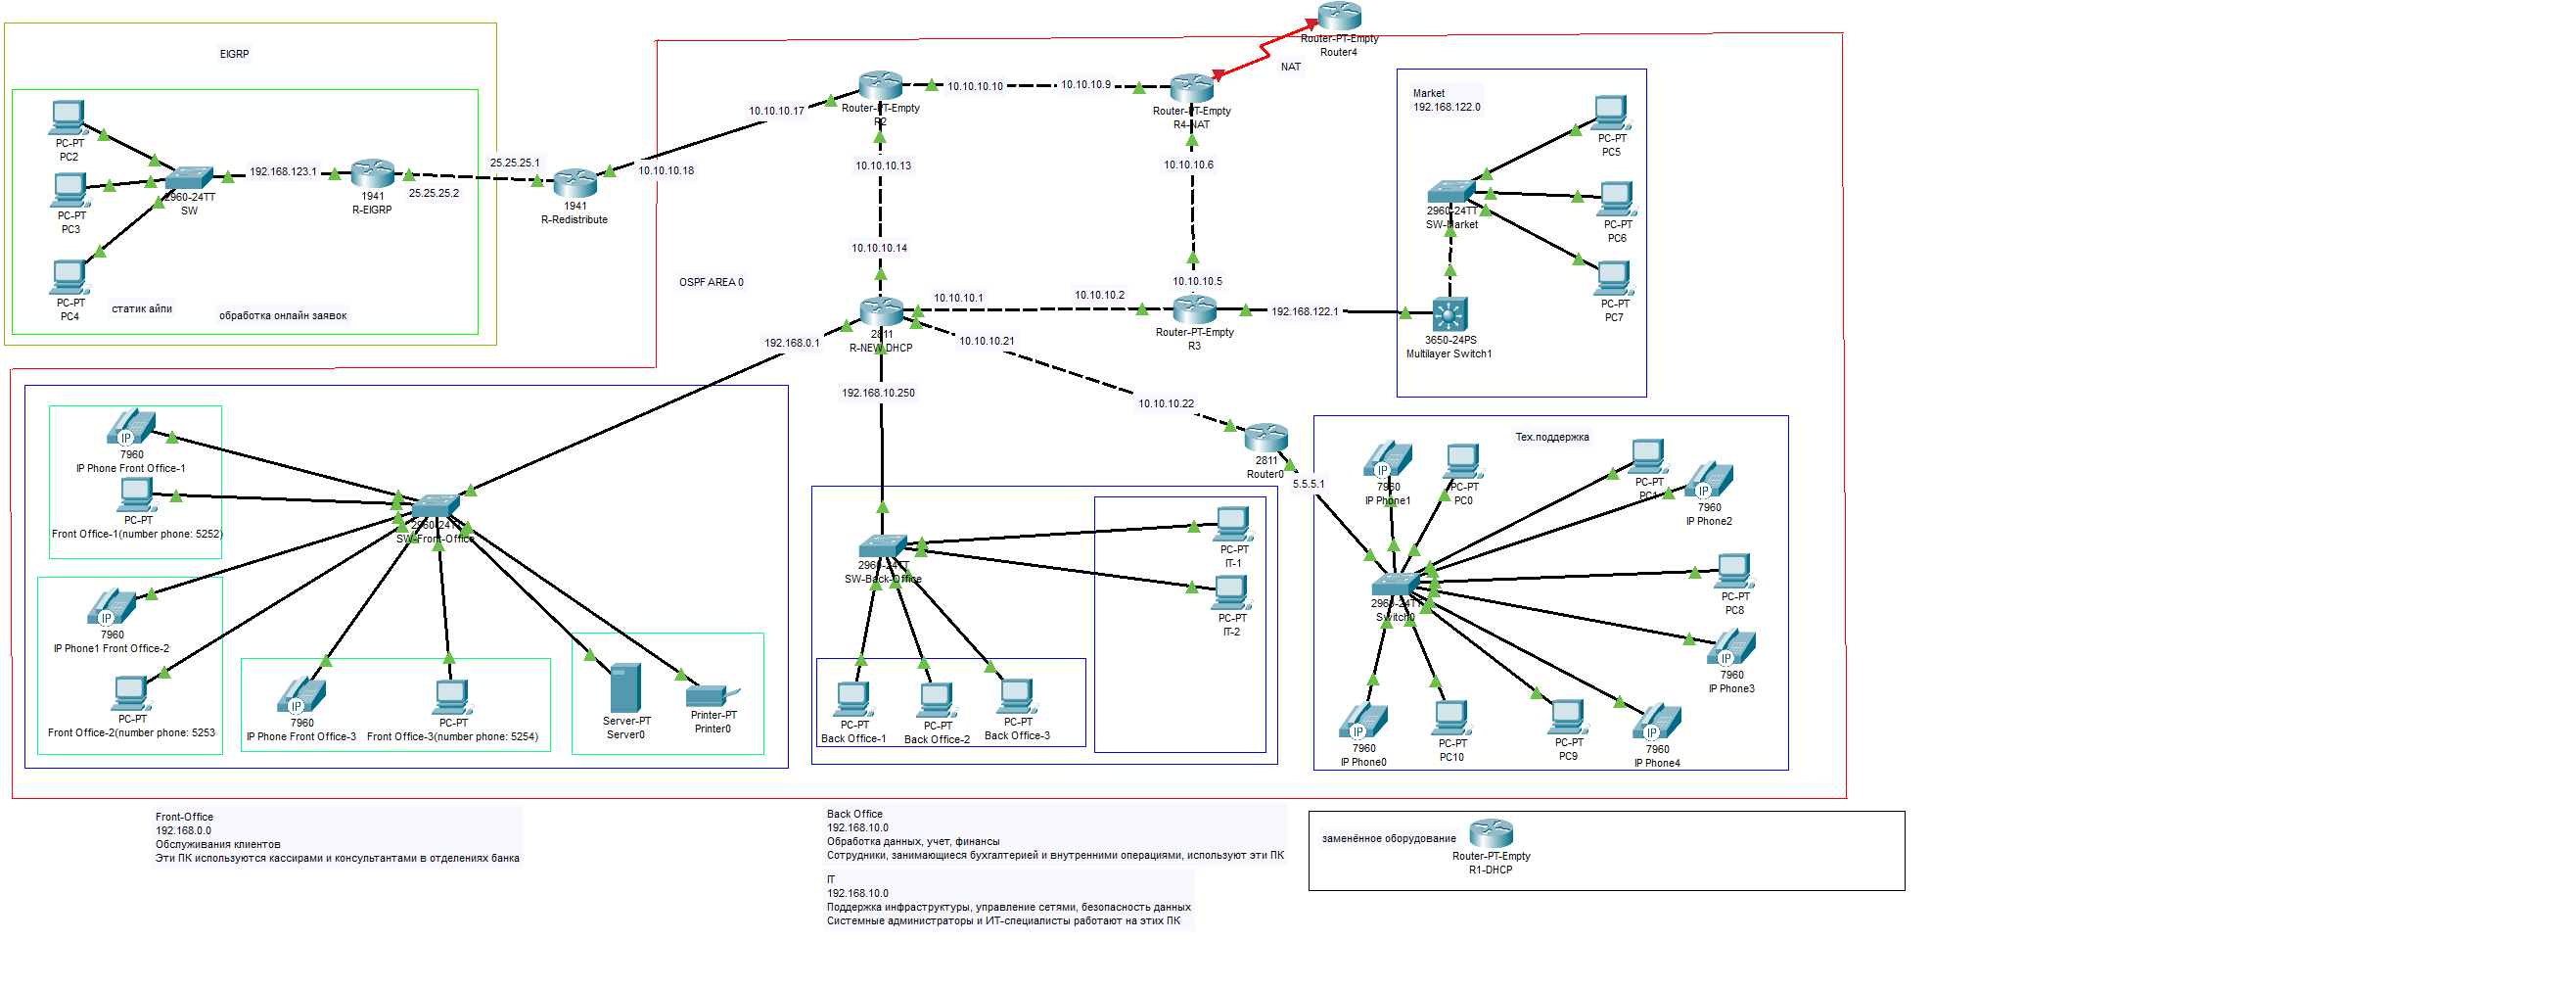 EIGRP
PC-PT
PC2
PC-PT
PC3
PC-PT
PC4
2960-24TT
SW
192.168.123.1
1941
R-EIGRP
25.25.25.1
25.25.25.2
1941
R-Redistribute
статик айпи
обработка онлайн заявок
10.10.10.17
10.10.10.18
Router-PT-Empty
R2
10.10.10.10
10.10.10.9
Router-PT-Empty
R4-NAT
NAT
Router-PT-Empty
Router4
10.10.10.13
10.10.10.14
10.10.10.6
10.10.10.5
OSPF AREA 0
2811
R-NEW DHCP
10.10.10.1
10.10.10.2
Router-PT-Empty
R3
192.168.122.1
3650-24PS
Multilayer Switch1
Market
192.168.122.0
2960-24TT
SW-Market
PC-PT
PC5
PC-PT
PC6
PC-PT
PC7
192.168.0.1
192.168.10.250
10.10.10.21
10.10.10.22
2811
Router0
5.5.5.1
7960
IP Phone Front Office-1
PC-PT
Front Office-1(number phone: 5252)
2960-24TT
SW-Front-Office
7960
IP Phone1 Front Office-2
PC-PT
Front Office-2(number phone: 5253
7960
IP Phone Front Office-3
PC-PT
Front Office-3(number phone: 5254)
Server-PT
Server0
Printer-PT
Printer0
2960-24TT
SW-Back-Office
PC-PT
IT-1
PC-PT
IT-2
PC-PT
Back Office-1
PC-PT
Back Office-2
PC-PT
Back Office-3
Тех.поддержка
7960
IP Phone1
PC-PT
PC0
PC-PT
PC1
7960
IP Phone2
2960-24TT
Switch0
PC-PT
PC8
7960
IP Phone3
7960
IP Phone0
PC-PT
PC10
PC-PT
PC9
7960
IP Phone4
Front-Office
192.168.0.0
Обслуживания клиентов
Эти ПК используются кассирами и консультантами в отделениях банка
Back Office
192.168.10.0
Обработка данных, учет, финансы
Сотрудники, занимающиеся бухгалтерией и внутренними операциями, используют эти ПК
IT
192.168.10.0
Поддержка инфраструктуры, управление сетями, безопасность данных
Системные администраторы и ИТ-специалисты работают на этих ПК
заменённое оборудование
Router-PT-Empty
R1-DHCP